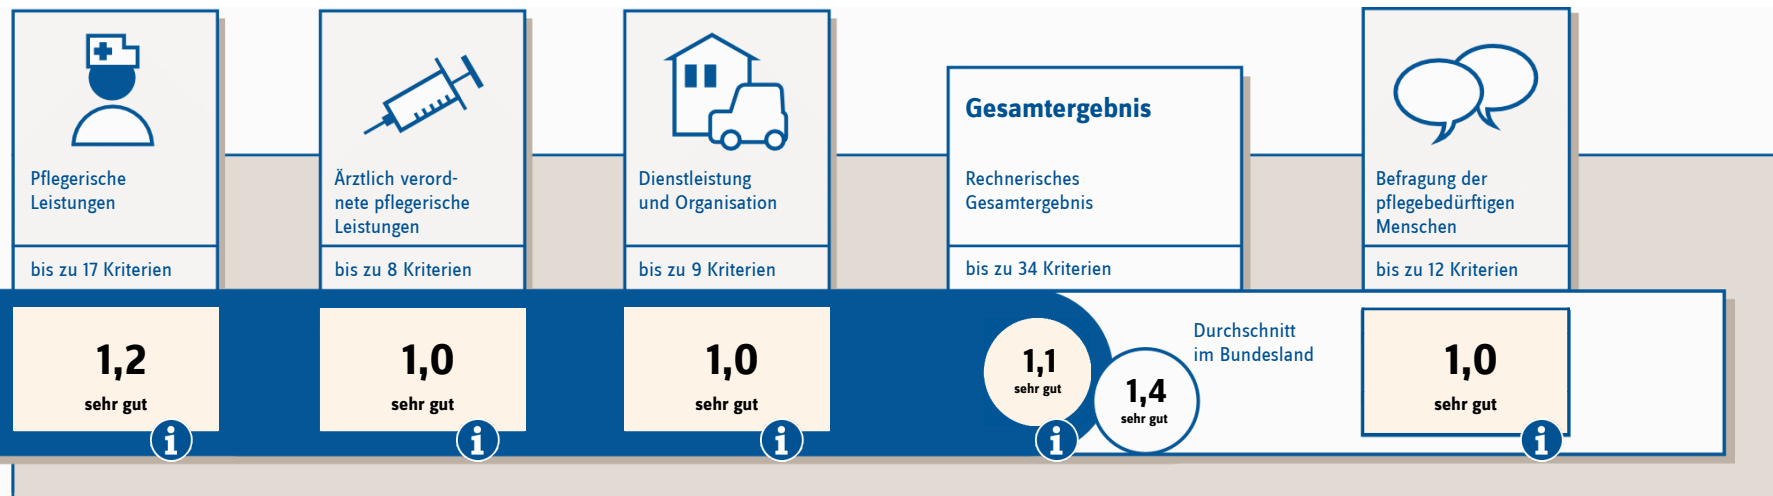 Pflegerische
Leistungen
bis zu 17 Kriterien
1,2
sehr gut
i
Ärztlich verord-
nete pflegerische
Leistungen
bis zu 8 Kriterien
1,0
sehr gut
i
Dienstleistung
und Organisation
bis zu 9 Kriterien
1,0
sehr gut
i
Gesamtergebnis
Rechnerisches
Gesamtergebnis
bis zu 34 Kriterien
1,1
sehr gut
i
1,4
sehr gut
Durchschnitt
im Bundesland
Befragung der
pflegebedürftigen
Menschen
bis zu 12 Kriterien
1,0
sehr gut
i